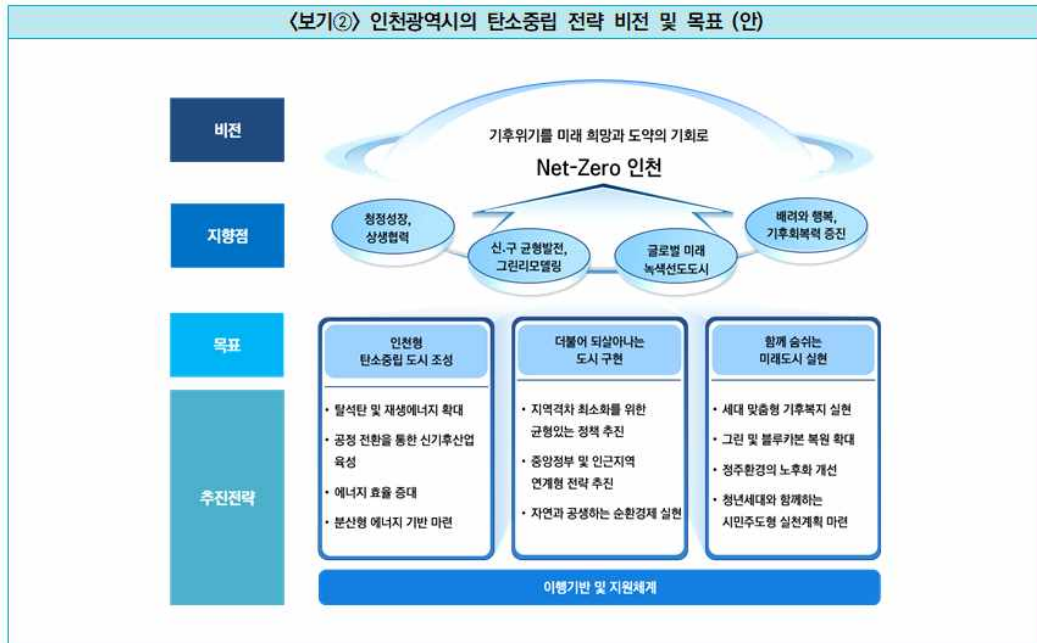 <보기②> 인천광역시의 탄소중립 전략 비전 및 목표 (안)
비전
기후위기를 미래 희망과 도약의 기회로
Net-Zero 인천
지향점
청정성장,
상생협력
신.구 균형발전,
그린리모델링
글로벌 미래
녹색선도도시
배려와 행복,
기후회복력 증진
목표
인천형
탄소중립 도시 조성
더불어 되살아나는
도시 구현
함께 숨쉬는
미래도시 실현
추진전략
• 탈석탄 및 재생에너지 확대
• 공정 전환을 통한 신기후산업
육성
• 에너지 효율 증대
• 분산형 에너지 기반 마련
• 지역격차 최소화를 위한
균형있는 정책 추진
• 중앙정부 및 인근지역
연계형 전략 추진
• 자연과 공생하는 순환경제 실현
• 세대 맞춤형 기후복지 실현
• 그린 및 블루카본 복원 확대
• 정주환경의 노후화 개선
• 청년세대와 함께하는
시민주도형 실천계획 마련
이행기반 및 지원체계